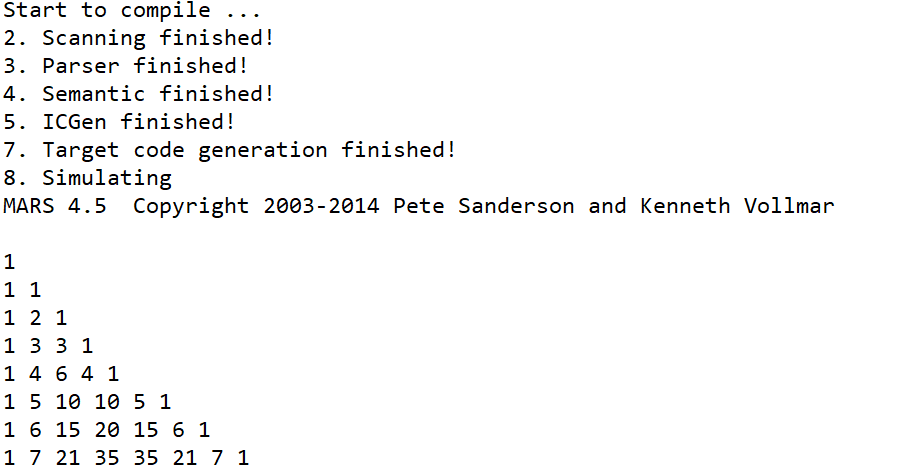 Start to compile ...
2. Scanning finished!
3. Parser finished!
4. Semantic finished!
5. ICGen finished!
7. Target code generation finished!
8. Simulating
MARS 4.5  Copyright 2003-2014 Pete Sanderson and Kenneth Vollmar

1
1 1
1 2 1
1 3 3 1
1 4 6 4 1
1 5 10 10 5 1
1 6 15 20 15 6 1
1 7 21 35 35 21 7 1